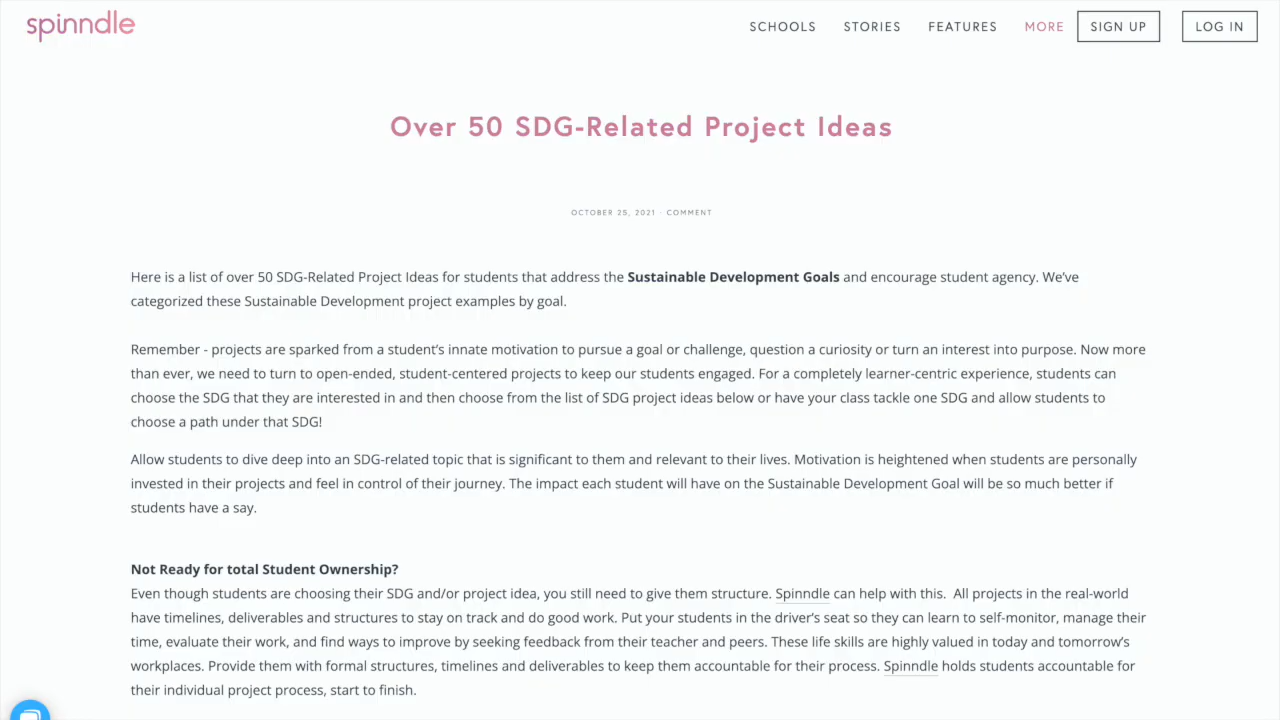 spinndle
SCHOOLS STORIES FEATURES MORE SIGN UP LOG IN
Over 50 SDG-Related Project Ideas
OCTOBER 25, 2021 · COMMENT
Here is a list of over 50 SDG-Related Project Ideas for students that address the Sustainable Development Goals and encourage student agency. We’ve
categorized these Sustainable Development project examples by goal.
Remember - projects are sparked from a student’s innate motivation to pursue a goal or challenge, question a curiosity or turn an interest into purpose. Now more
than ever, we need to turn to open-ended, student-centered projects to keep our students engaged. For a completely learner-centric experience, students can
choose the SDG that they are interested in and then choose from the list of SDG project ideas below or have your class tackle one SDG and allow students to
choose a path under that SDG!
Allow students to dive deep into an SDG-related topic that is significant to them and relevant to their lives. Motivation is heightened when students are personally
invested in their projects and feel in control of their journey. The impact each student will have on the Sustainable Development Goal will be so much better if
students have a say.
Not Ready for total Student Ownership?
Even though students are choosing their SDG and/or project idea, you still need to give them structure. Spinndle can help with this.  All projects in the real-world
have timelines, deliverables and structures to stay on track and do good work. Put your students in the driver’s seat so they can learn to self-monitor, manage their
time, evaluate their work, and find ways to improve by seeking feedback from their teacher and peers. These life skills are highly valued in today and tomorrow’s
workplaces. Provide them with formal structures, timelines and deliverables to keep them accountable for their process. Spinndle holds students accountable for
their individual project process, start to finish.